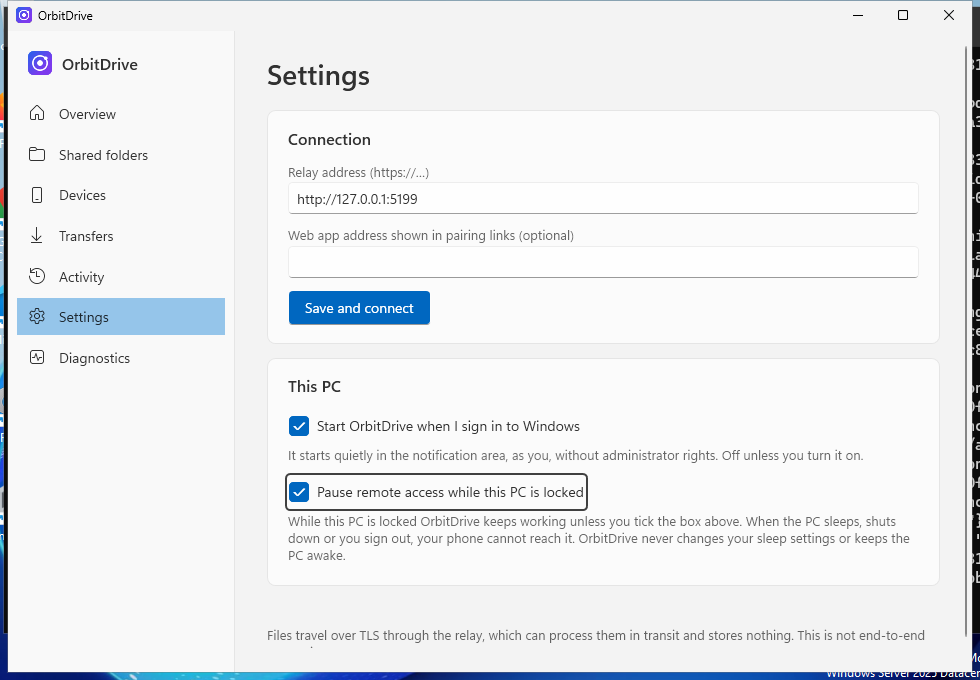 OrbitDrive
OrbitDrive
Overview
Shared folders
Devices
Transfers
Activity
Settings
Diagnostics
Settings
Connection
Relay address (https://...)
http://127.0.0.1:5199
Web app address shown in pairing links (optional)
Save and connect
This PC
Start OrbitDrive when I sign in to Windows
It starts quietly in the notification area, as you, without administrator rights. Off unless you turn it on.
Pause remote access while this PC is locked
While this PC is locked OrbitDrive keeps working unless you tick the box above. When the PC sleeps, shuts
down or you sign out, your phone cannot reach it. OrbitDrive never changes your sleep settings or keeps the
PC awake.
Files travel over TLS through the relay, which can process them in transit and stores nothing. This is not end-to-end
Windows Server 2025 Datacen